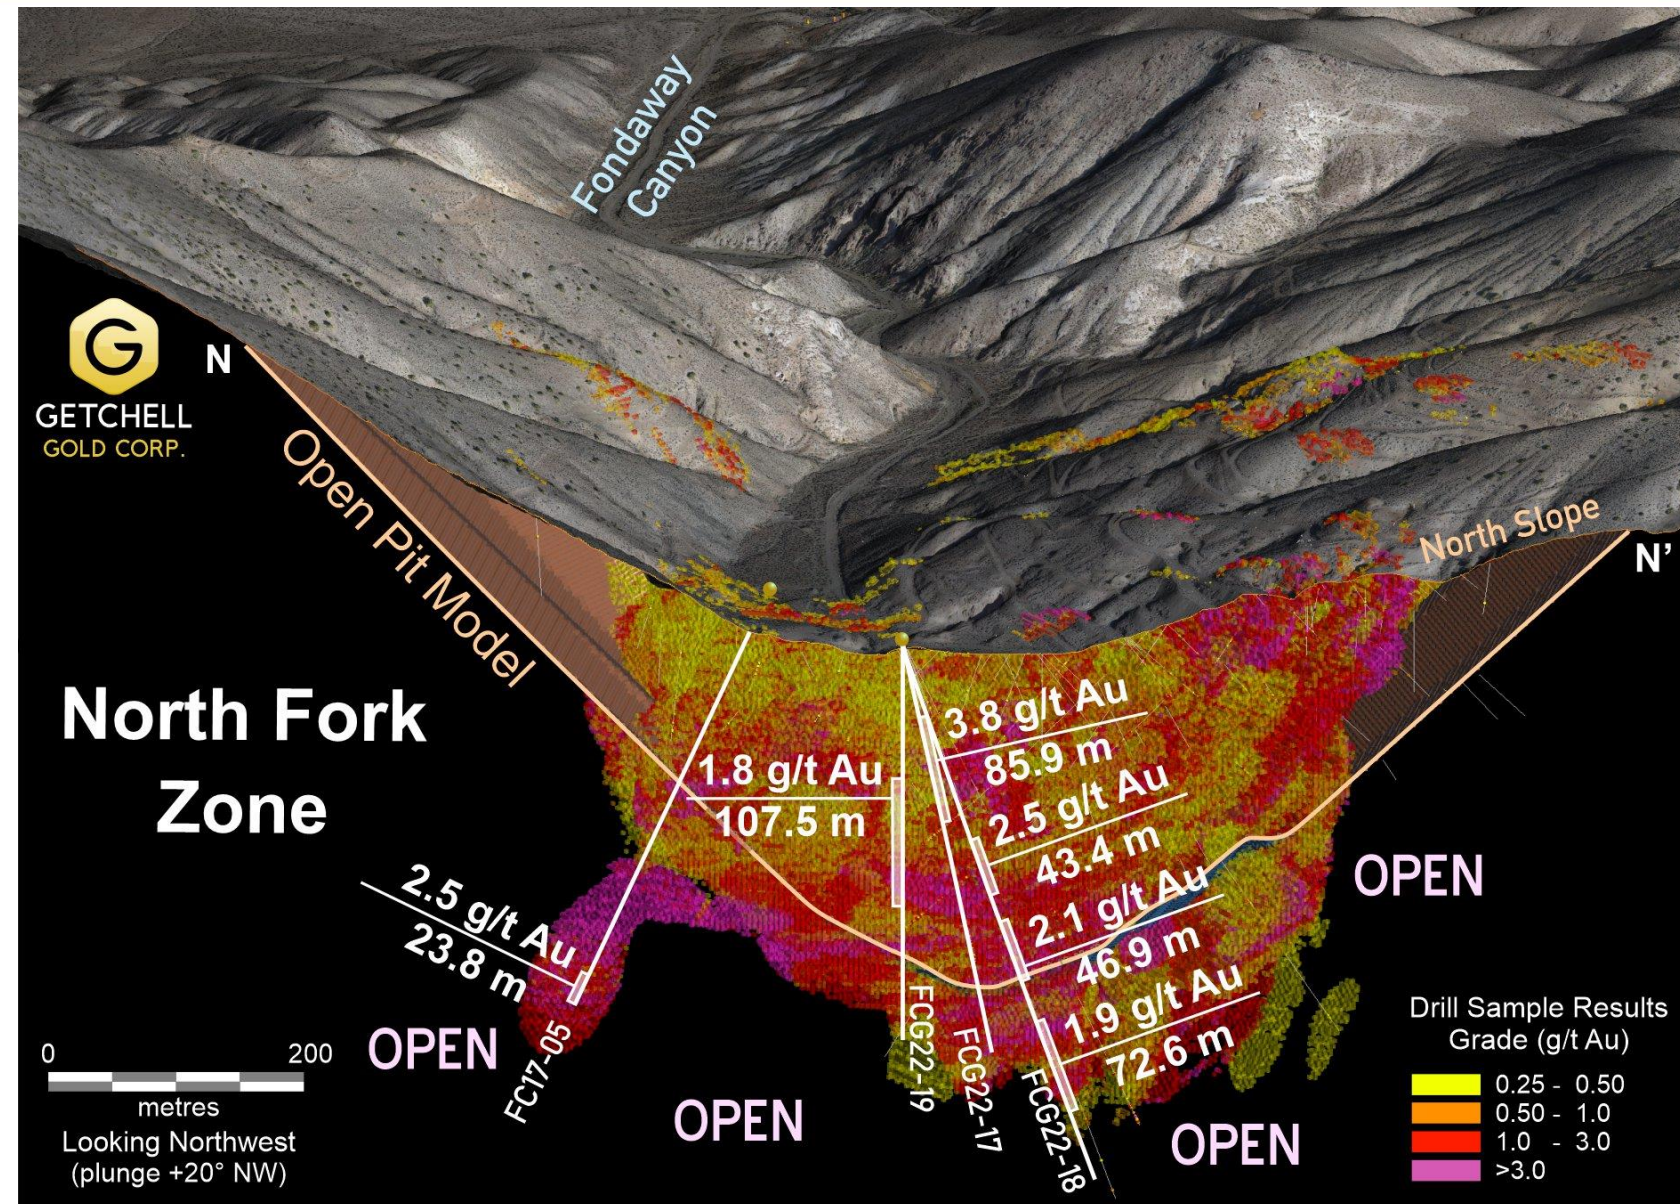 Fondaway
Canyon
N
GETCHELL
GOLD CORP.
Open Pit Model
North Slope
N'
North Fork
Zone
3.8 g/t Au
85.9 m
1.8 g/t Au
107.5 m
2.5 g/t Au
43.4 m
2.5 g/t Au
23.8 m
2.1 g/t Au
46.9 m
1.9 g/t Au
72.6 m
OPEN
OPEN
OPEN
OPEN
FC17-05
FCG22-19
FCG22-17
FCG22-18
0 200
metres
Looking Northwest
(plunge +20° NW)
Drill Sample Results
Grade (g/t Au)
0.25 - 0.50
0.50 - 1.0
1.0 - 3.0
>3.0